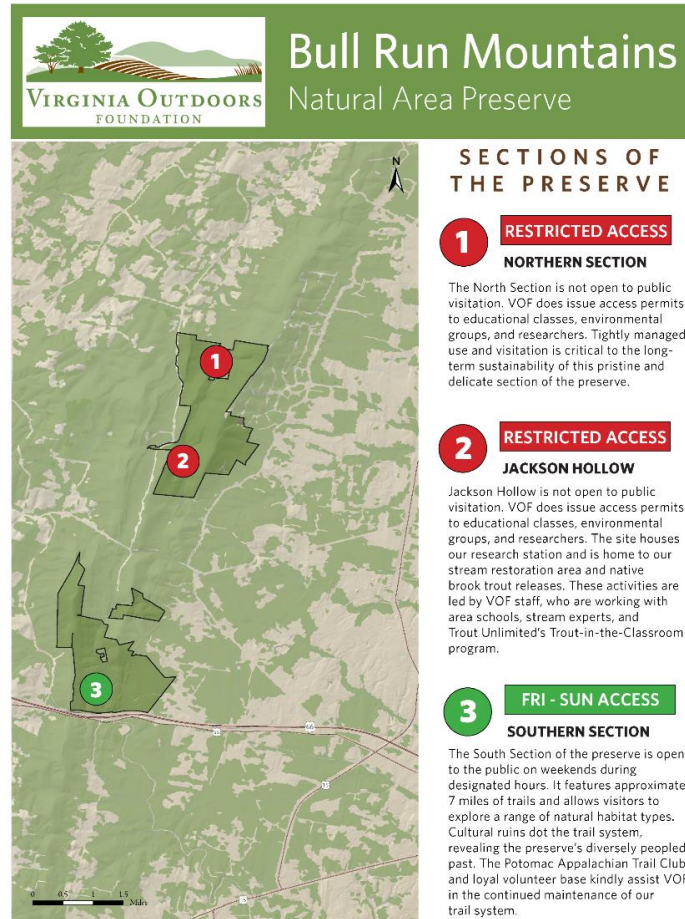 VIRGINIA OUTDOORS
FOUNDATION
Bull Run Mountains
Natural Area Preserve
N
1
2
3
66
55
15
15
0 0.5 1 1.5
Miles
SECTIONS OF
THE PRESERVE
1
RESTRICTED ACCESS
NORTHERN SECTION
The North Section is not open to public
visitation. VOF does issue access permits
to educational classes, environmental
groups, and researchers. Tightly managed
use and visitation is critical to the long-
term sustainability of this pristine and
delicate section of the preserve.
2
RESTRICTED ACCESS
JACKSON HOLLOW
Jackson Hollow is not open to public
visitation. VOF does issue access permits
to educational classes, environmental
groups, and researchers. The site houses
our research station and is home to our
stream restoration area and native
brook trout releases. These activities are
led by VOF staff, who are working with
area schools, stream experts, and
Trout Unlimited's Trout-in-the-Classroom
program.
3
FRI - SUN ACCESS
SOUTHERN SECTION
The South Section of the preserve is open
to the public on weekends during
designated hours. It features approximate
7 miles of trails and allows visitors to
explore a range of natural habitat types.
Cultural ruins dot the trail system,
revealing the preserve's diversely peopled
past. The Potomac Appalachian Trail Club
and loyal volunteer base kindly assist VOF
in the continued maintenance of our
trail system.